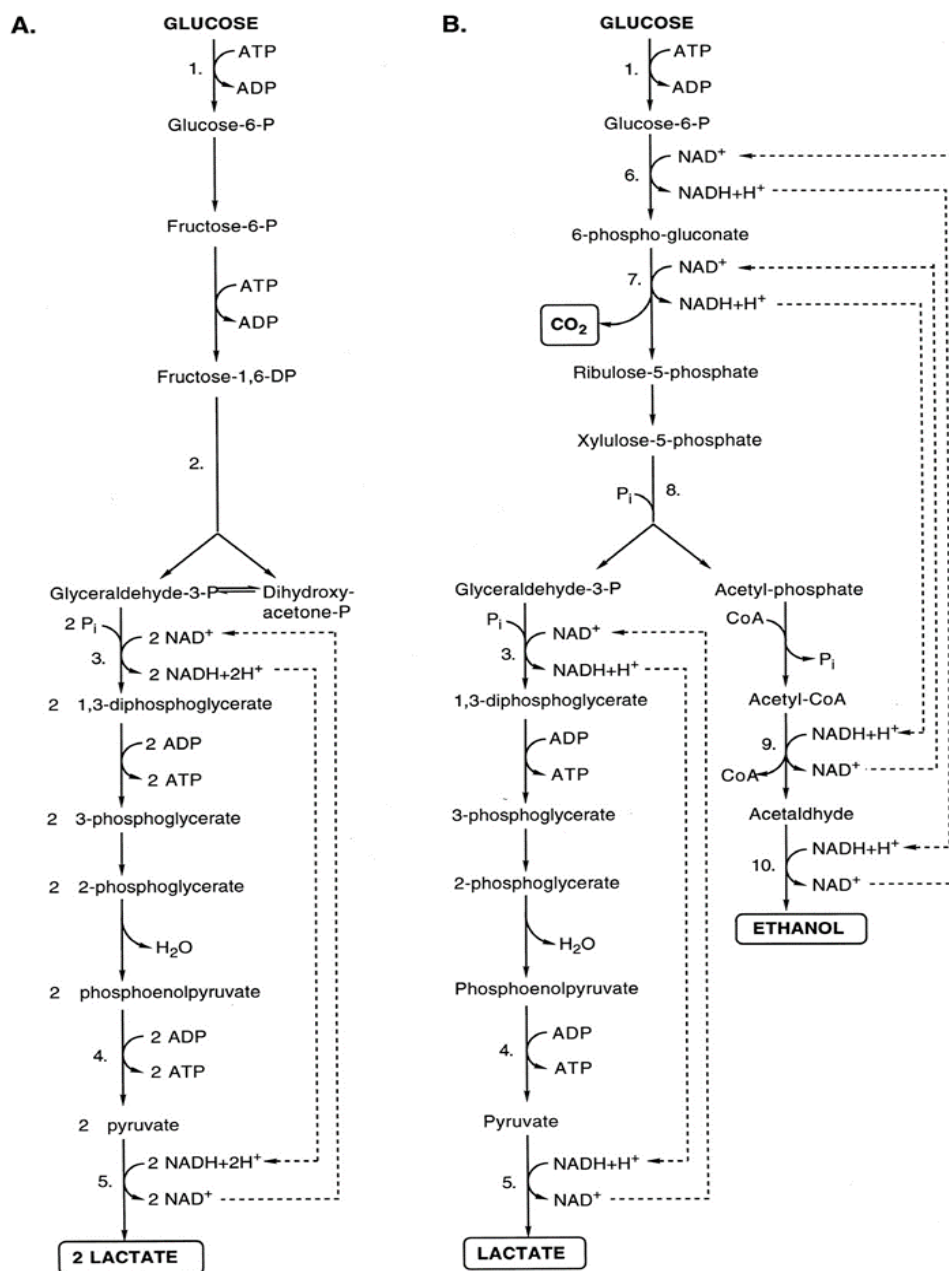 A.
GLUCOSE
1.
ATP
ADP
Glucose-6-P
Fructose-6-P
ATP
ADP
Fructose-1,6-DP
2.
Glyceraldehyde-3-P
Dihydroxy-
acetone-P
2 Pi
2 NAD+
3.
2 NADH+2H+
2 1,3-diphosphoglycerate
2 ADP
2 ATP
2 3-phosphoglycerate
2 2-phosphoglycerate
H2O
2 phosphoenolpyruvate
2 ADP
4.
2 ATP
2 pyruvate
2 NADH+2H+
5.
2 NAD+
2 LACTATE
B.
GLUCOSE
1.
ATP
ADP
Glucose-6-P
NAD+
6.
NADH+H+
6-phospho-gluconate
NAD+
7.
NADH+H+
CO2
Ribulose-5-phosphate
Xylulose-5-phosphate
Pi
8.
Glyceraldehyde-3-P
Pi
NAD+
3.
NADH+H+
1,3-diphosphoglycerate
ADP
ATP
3-phosphoglycerate
2-phosphoglycerate
H2O
Phosphoenolpyruvate
ADP
4.
ATP
Pyruvate
NADH+H+
5.
NAD+
LACTATE
Acetyl-phosphate
CoA
Pi
Acetyl-CoA
9.
NADH+H+
CoA
NAD+
Acetaldhyde
NADH+H+
10.
NAD+
ETHANOL